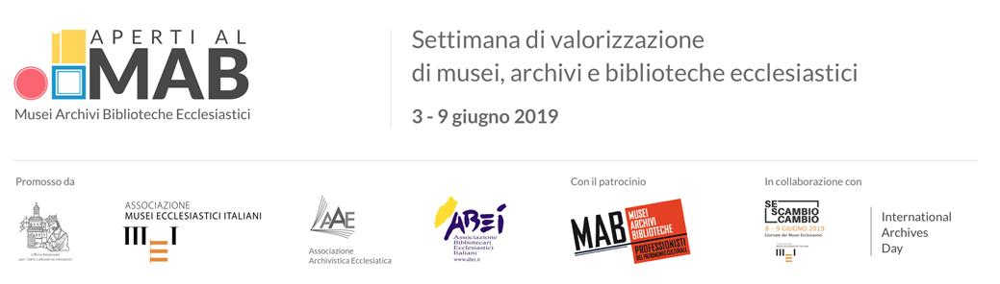 APERTI AL
MAB
Musei Archivi Biblioteche Ecclesiastici
Settimana di valorizzazione
di musei, archivi e biblioteche ecclesiastici
3 - 9 giugno 2019
Promosso da
Ufficio Nazionale
per i beni culturali ecclesiastici
ASSOCIAZIONE
MUSEI ECCLESIASTICI ITALIANI
AAE
Associazione
Archivistica Ecclesiastica
ABEI
Associazione
Bibliotecari
Ecclesiastici
Italiani
www.abei.it
Con il patrocinio
MAB
MUSEI
ARCHIVI
BIBLIOTECHE
PROFESSIONISTI
DEL PATRIMONIO CULTURALE
In collaborazione con
SE
SCAMBIO
CAMBIO
8 - 9 GIUGNO 2019
Giornate dei Musei Ecclesiastici
International
Archives
Day